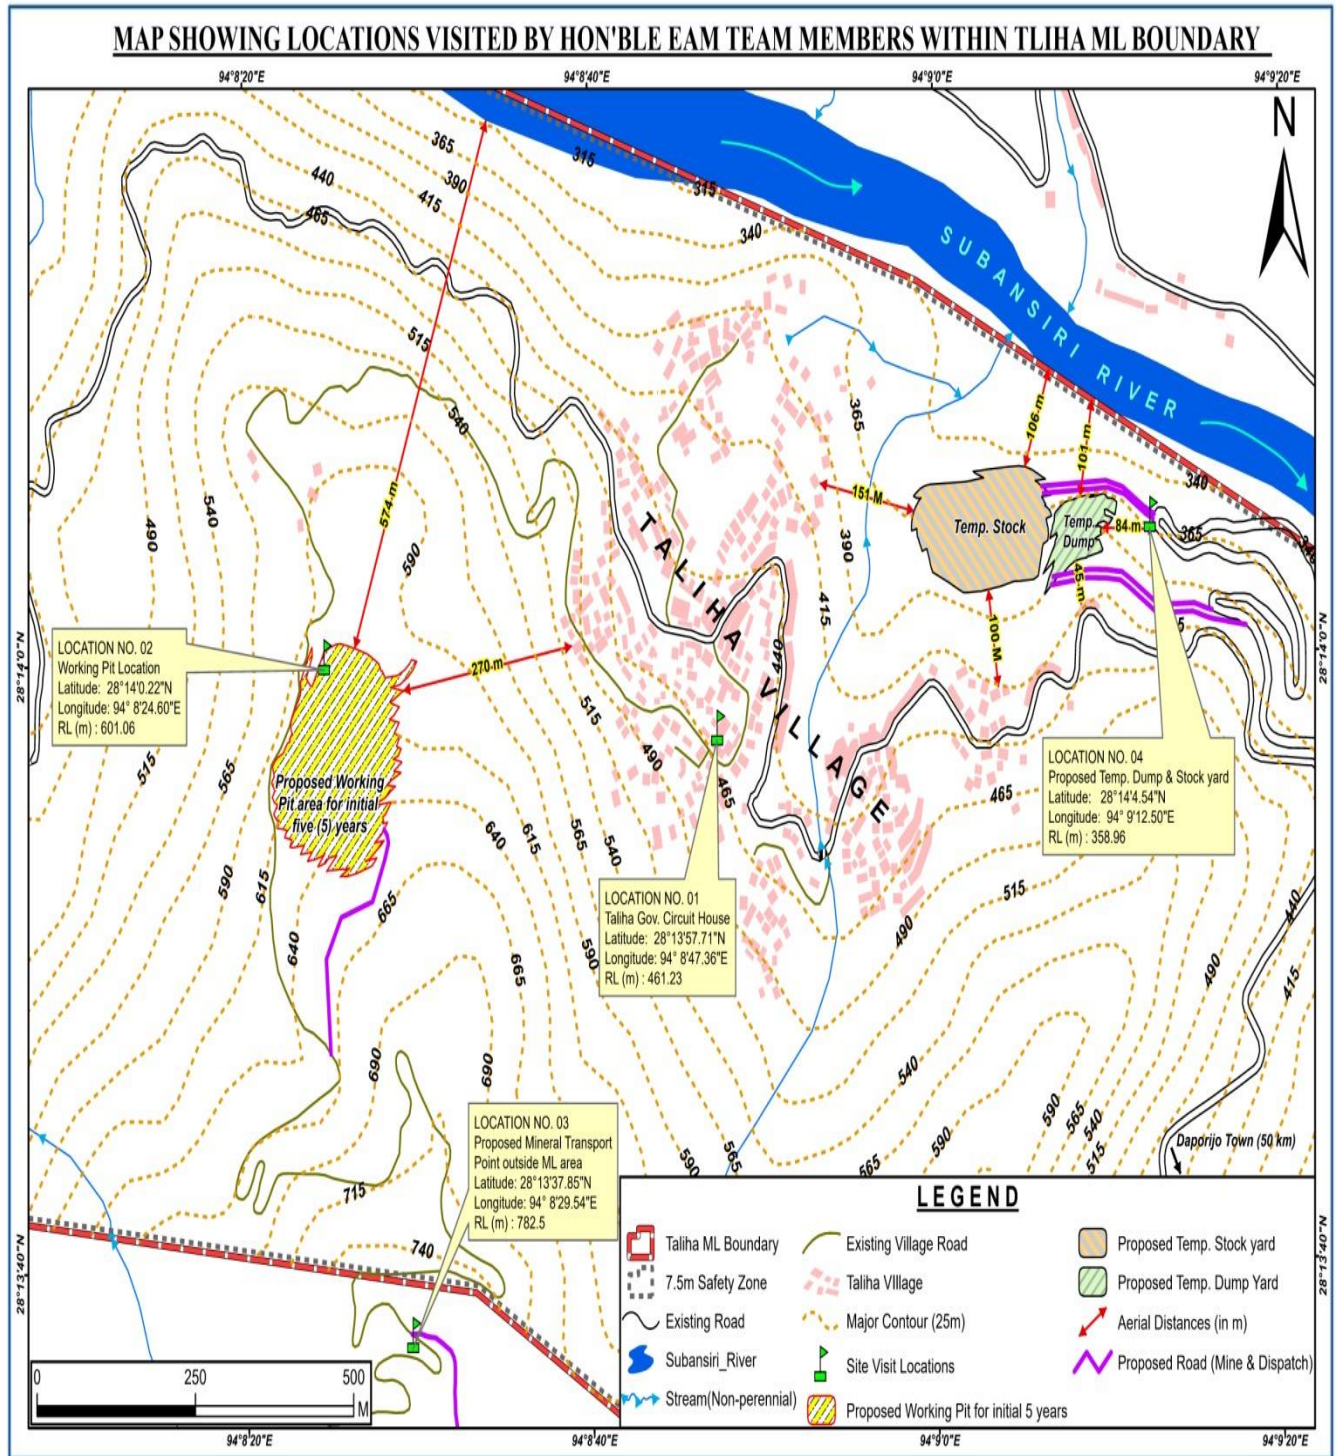 MAP SHOWING LOCATIONS VISITED BY HON'BLE EAM TEAM MEMBERS WITHIN TLIHA ML BOUNDARY
94°8'20"E
94°8'40"E
94°9'0"E
94°9'20"E
N
365
390
415
440
465
315
315
340
SUBANSIRI RIVER
515
540
574 m
590
540
490
365
106 m
101 m
151 M
Temp. Stock
Temp. Dump
84 m
340
365
340
390
45 m
415
100 M
440
TALIHA VILLAGE
28°14'0"N
28°14'0"N
LOCATION NO. 02
Working Pit Location
Latitude: 28°14'0.22"N
Longitude: 94° 8'24.60"E
RL (m) : 601.06
270 m
515
490
465
515
565
590
Proposed Working
Pit area for initial
five (5) years
615
640
665
640
615
565
540
590
665
LOCATION NO. 04
Proposed Temp. Dump & Stock yard
Latitude: 28°14'4.54"N
Longitude: 94° 9'12.50"E
RL (m) : 358.96
465
515
490
440
490
415
LOCATION NO. 01
Taliha Gov. Circuit House
Latitude: 28°13'57.71"N
Longitude: 94° 8'47.36"E
RL (m) : 461.23
690
690
540
590
590
565
540
515
565
590
565
Daporijo Town (50 km)
LOCATION NO. 03
Proposed Mineral Transport
Point outside ML area
Latitude: 28°13'37.85"N
Longitude: 94° 8'29.54"E
RL (m) : 782.5
715
740
28°13'40"N
28°13'40"N
LEGEND
Taliha ML Boundary
7.5m Safety Zone
Existing Road
Subansiri_River
Stream(Non-perennial)
Existing Village Road
Taliha VIllage
Major Contour (25m)
Site Visit Locations
Proposed Working Pit for initial 5 years
Proposed Temp. Stock yard
Proposed Temp. Dump Yard
Aerial Distances (in m)
Proposed Road (Mine & Dispatch)
0 250 500
M
94°8'20"E
94°8'40"E
94°9'0"E
94°9'20"E